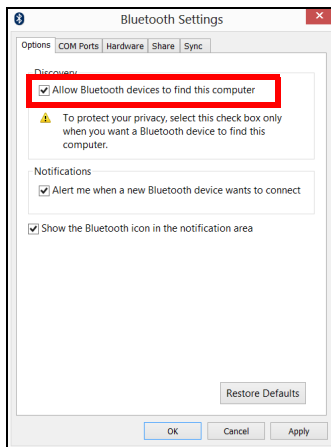 Bluetooth Settings
Options COM Ports Hardware Share Sync
Discovery
Allow Bluetooth devices to find this computer
To protect your privacy, select this check box only
when you want a Bluetooth device to find this
computer.
Notifications
Alert me when a new Bluetooth device wants to connect
Show the Bluetooth icon in the notification area
Restore Defaults
OK Cancel Apply